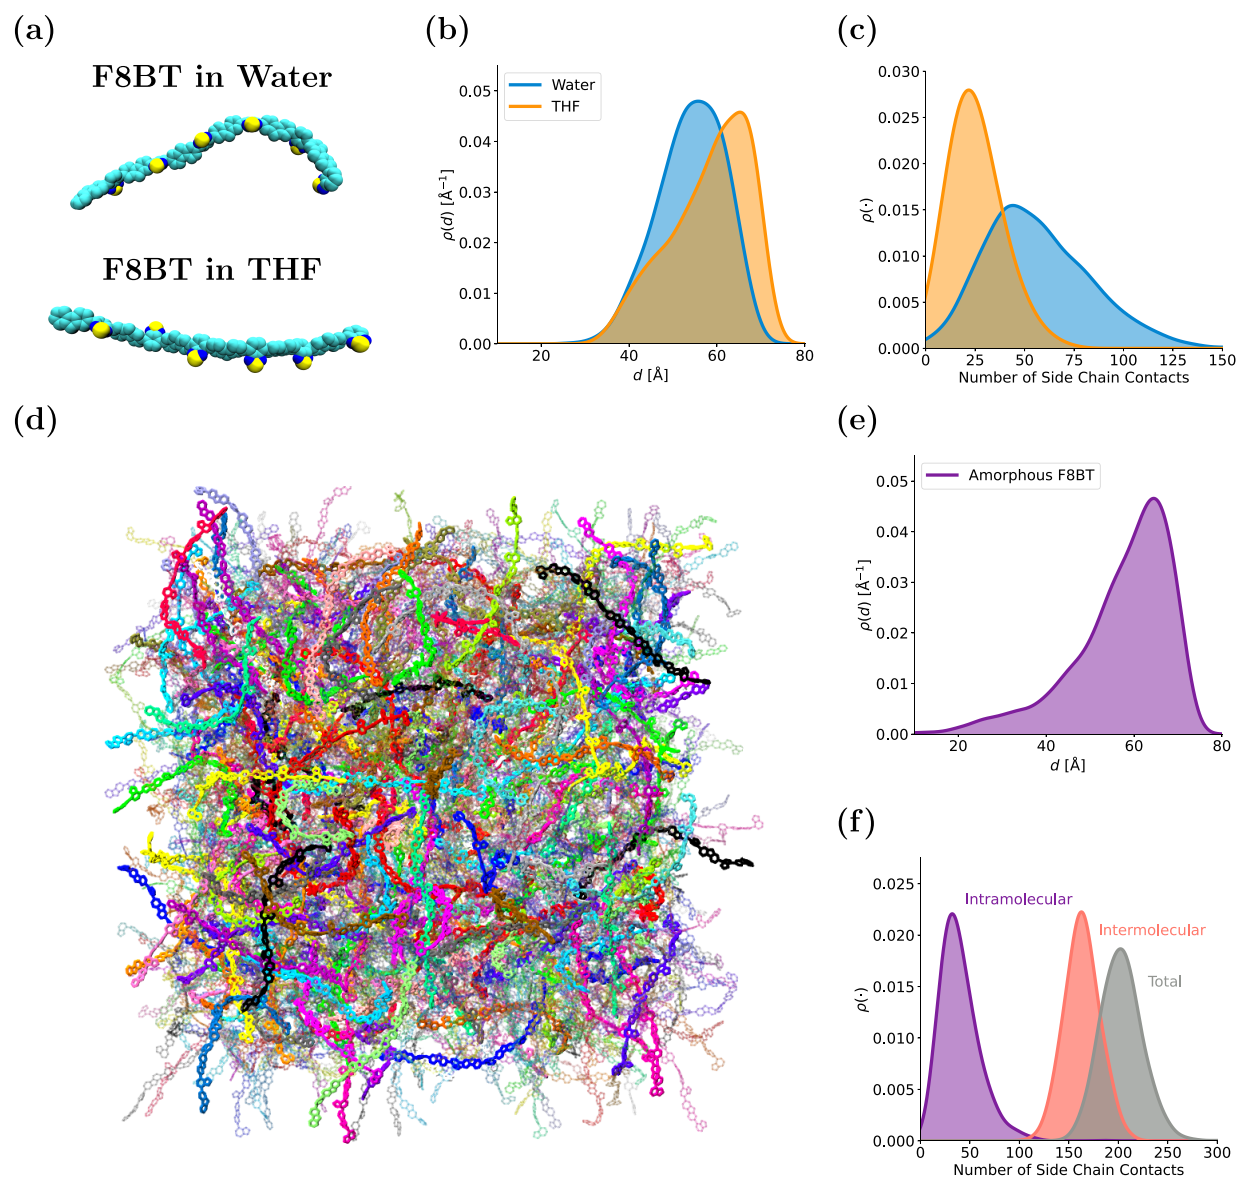 (a)
F8BT in Water
F8BT in THF
(b)
Water
THF
0.05
0.04
0.03
0.02
0.01
0.00
ρ(d) [Å⁻¹]
20 40 60 80
d [Å]
(c)
0.030
0.025
0.020
0.015
0.010
0.005
0.000
ρ(·)
0 25 50 75 100 125 150
Number of Side Chain Contacts
(d)
(e)
Amorphous F8BT
0.05
0.04
0.03
0.02
0.01
0.00
ρ(d) [Å⁻¹]
20 40 60 80
d [Å]
(f)
Intramolecular
Intermolecular
Total
0.025
0.020
0.015
0.010
0.005
0.000
ρ(·)
0 50 100 150 200 250 300
Number of Side Chain Contacts